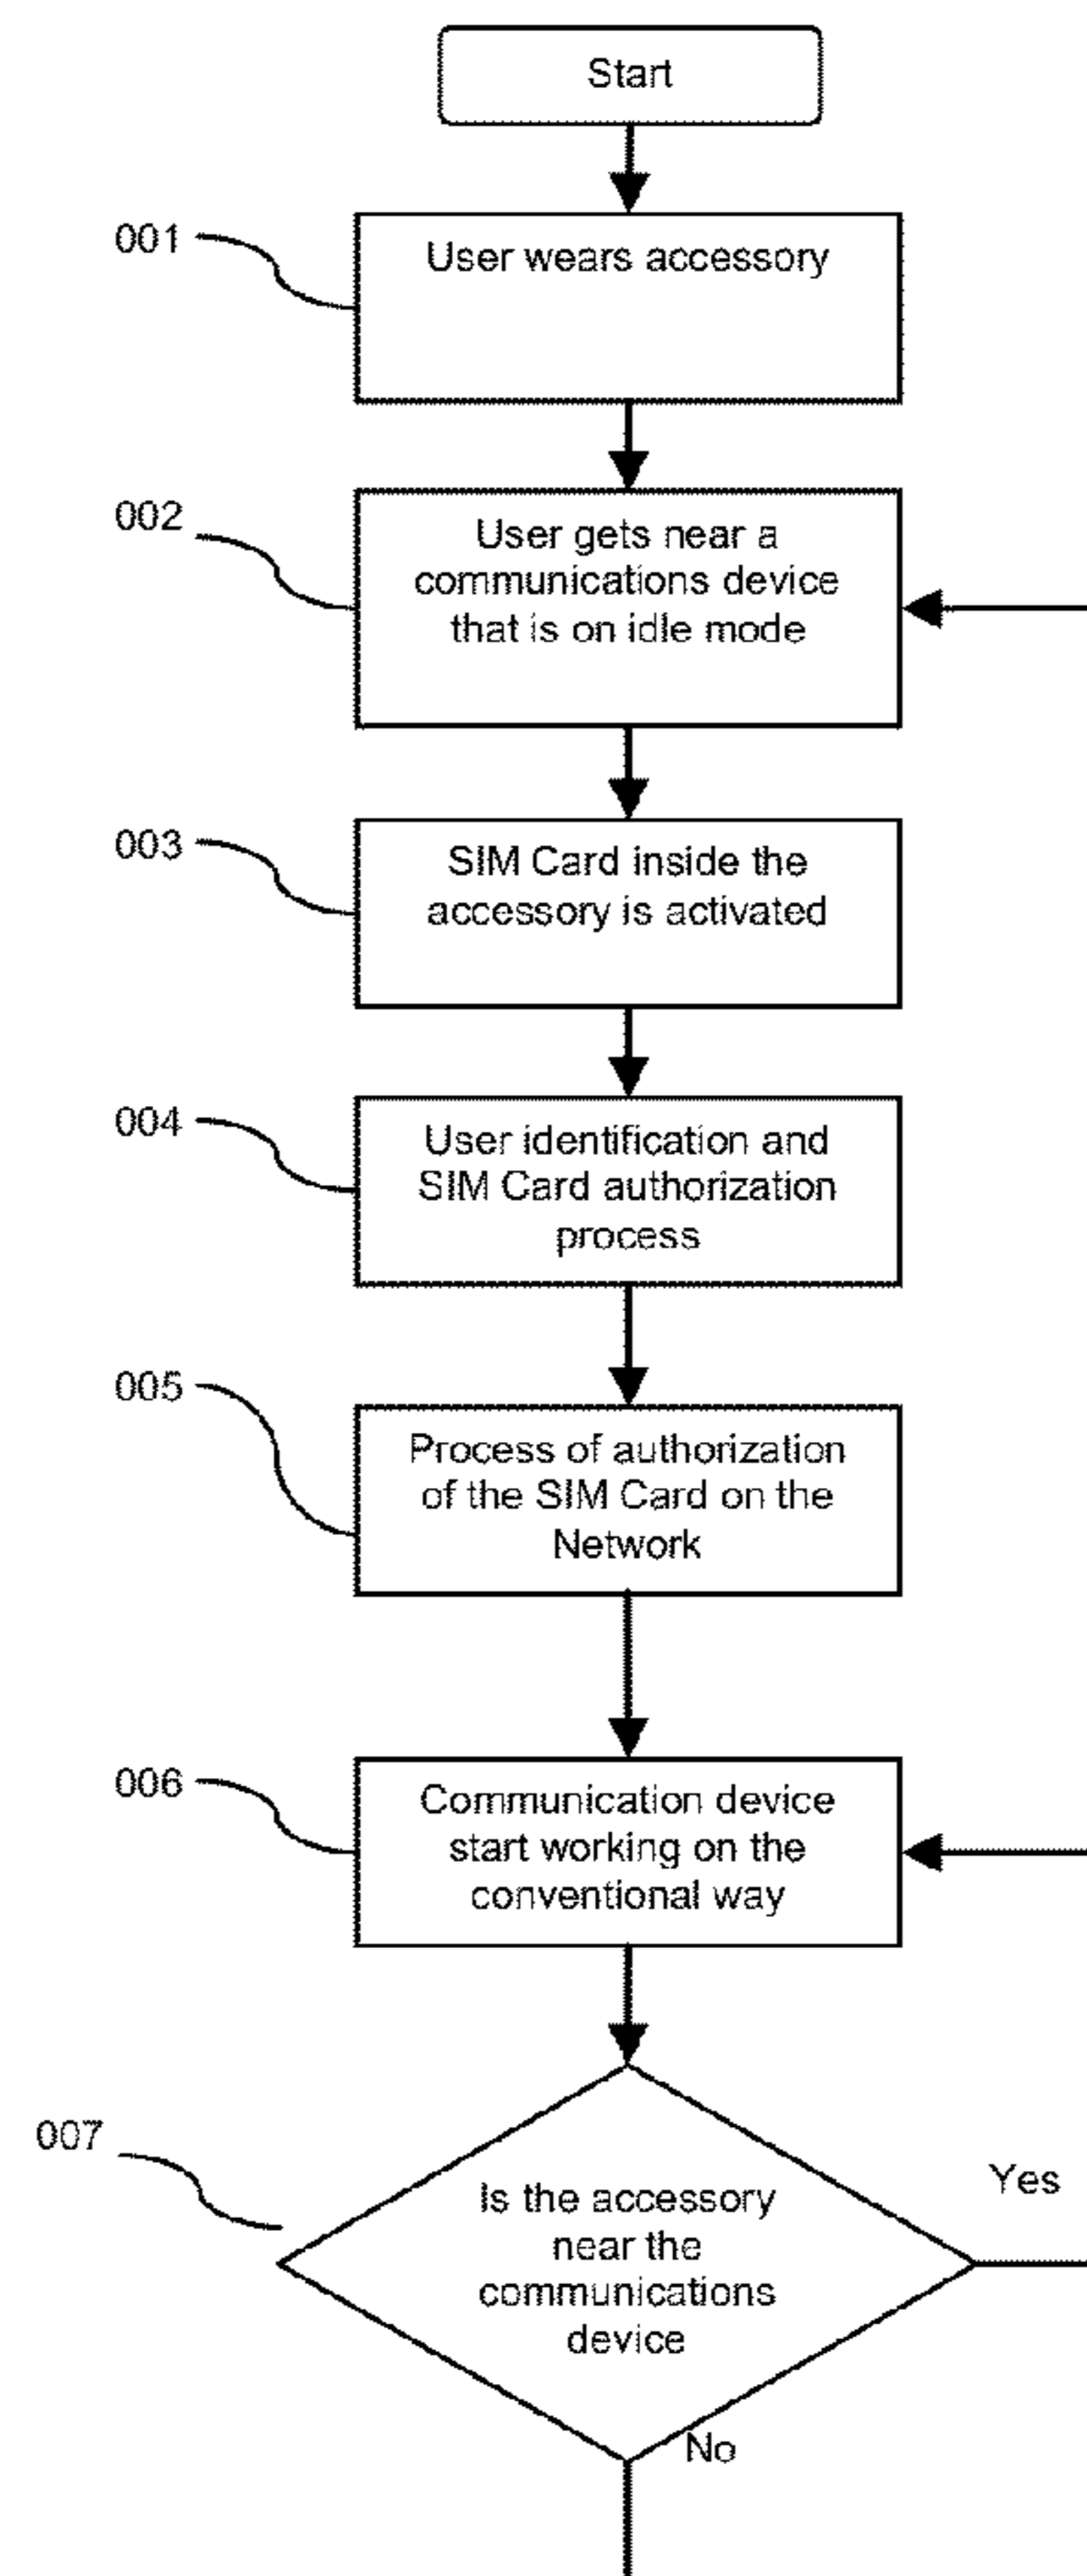 Start
001
User wears accessory
002
User gets near a
communications device
that is on idle mode
003
SIM Card inside the
accessory is activated
004
User identification and
SIM Card authorization
process
005
Process of authorization
of the SIM Card on the
Network
006
Communication device
start working on the
conventional way
007
Is the accessory
near the
communications
device
Yes
No